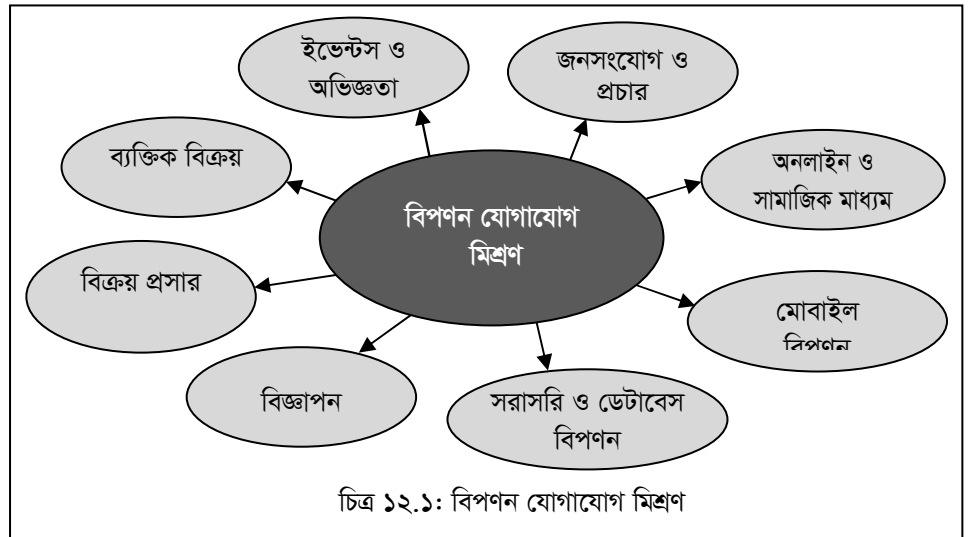 ইভেন্টস ও
অভিজ্ঞতা
জনসংযোগ ও
প্রচার
ব্যক্তিক বিক্রয়
অনলাইন ও
সামাজিক মাধ্যম
বিপণন যোগাযোগ
মিশ্রণ
বিক্রয় প্রসার
মোবাইল
বিপণন
বিজ্ঞাপন
সরাসরি ও ডেটাবেস
বিপণন
চিত্র ১২.১: বিপণন যোগাযোগ মিশ্রণ